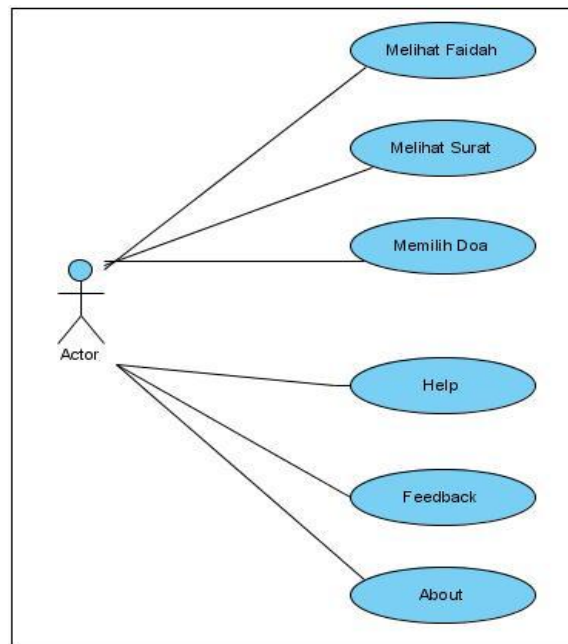 Melihat Faidah
Melihat Surat
Memilih Doa
Actor
Help
Feedback
About